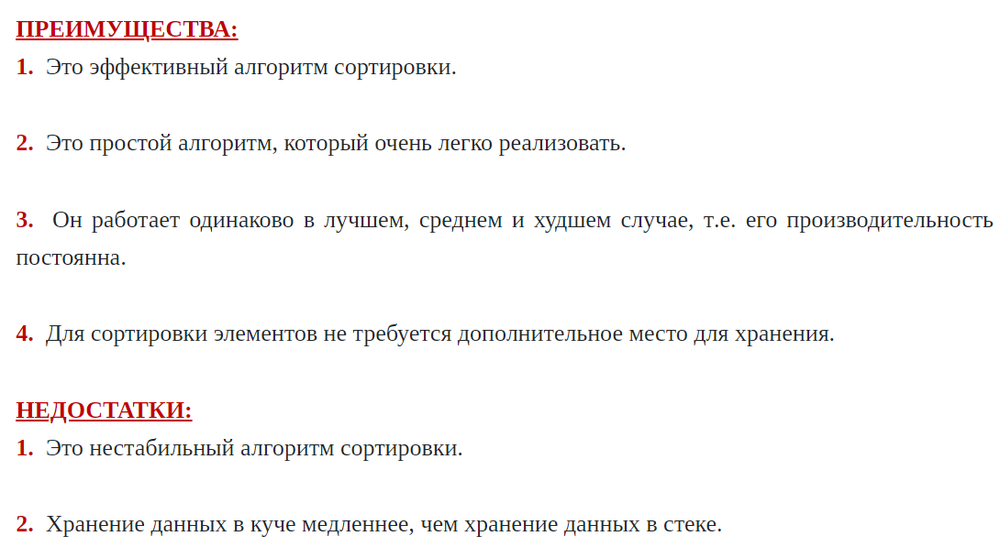 ПРЕИМУЩЕСТВА:
1. Это эффективный алгоритм сортировки.
2. Это простой алгоритм, который очень легко реализовать.
3. Он работает одинаково в лучшем, среднем и худшем случае, т.е. его производительность
постоянна.
4. Для сортировки элементов не требуется дополнительное место для хранения.
НЕДОСТАТКИ:
1. Это нестабильный алгоритм сортировки.
2. Хранение данных в куче медленнее, чем хранение данных в стеке.